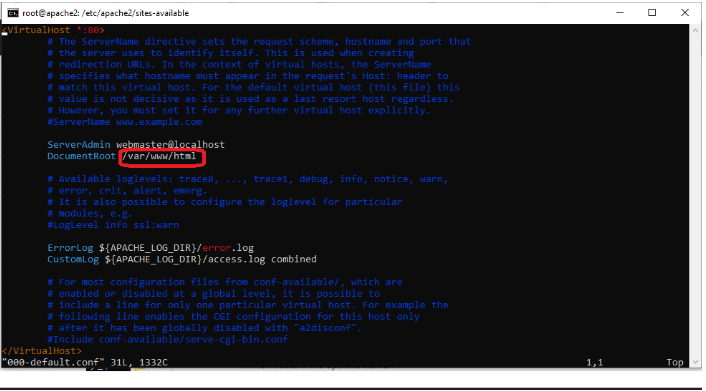 root@apache2: /etc/apache2/sites-available
<VirtualHost *:80>
# The ServerName directive sets the request scheme, hostname and port that
# the server uses to identify itself. This is used when creating
# redirection URLs. In the context of virtual hosts, the ServerName
# specifies what hostname must appear in the request's Host: header to
# match this virtual host. For the default virtual host (this file) this
# value is not decisive as it is used as a last resort host regardless.
# However, you must set it for any further virtual host explicitly.
#ServerName www.example.com
ServerAdmin webmaster@localhost
DocumentRoot /var/www/html
# Available loglevels: trace8, ..., trace1, debug, info, notice, warn,
# error, crit, alert, emerg.
# It is also possible to configure the loglevel for particular
# modules, e.g.
#LogLevel info ssl:warn
ErrorLog ${APACHE_LOG_DIR}/error.log
CustomLog ${APACHE_LOG_DIR}/access.log combined
# For most configuration files from conf-available/, which are
# enabled or disabled at a global level, it is possible to
# include a line for only one particular virtual host. For example the
# following line enables the CGI configuration for this host only
# after it has been globally disabled with "a2disconf".
#Include conf-available/serve-cgi-bin.conf
</VirtualHost>
"000-default.conf" 31L, 1332C 1,1 Top